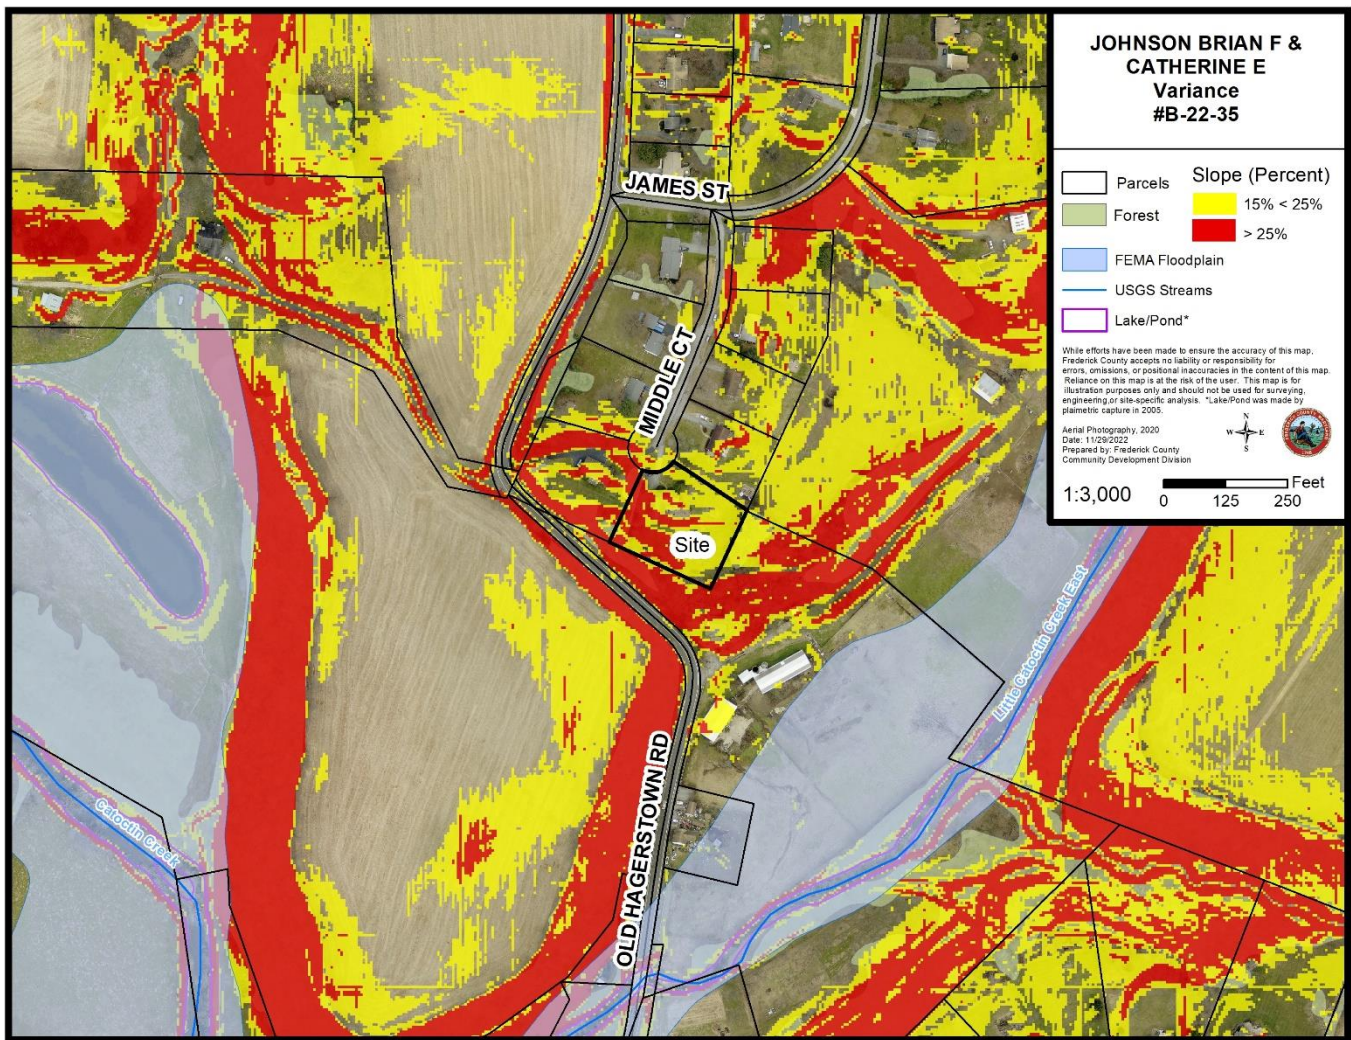 JOHNSON BRIAN F &
CATHERINE E
Variance
#B-22-35
Parcels
Forest
FEMA Floodplain
USGS Streams
Lake/Pond*
Slope (Percent)
15% < 25%
> 25%
While efforts have been made to ensure the accuracy of this map,
Frederick County accepts no liability or responsibility for
errors, omissions, or positional inaccuracies in the content of this map.
Reliance on this map is at the risk of the user. This map is for
illustration purposes only and should not be used for surveying,
engineering,or site-specific analysis. *Lake/Pond was made by
plaimetric capture in 2005.
Aerial Photography, 2020
Date: 11/29/2022
Prepared by: Frederick County
Community Development Division
N
W E
S
1:3,000
Feet
0 125 250
JAMES ST
MIDDLE CT
Site
OLD HAGERSTOWN RD
Little Catoctin Creek East
Catoctin Creek